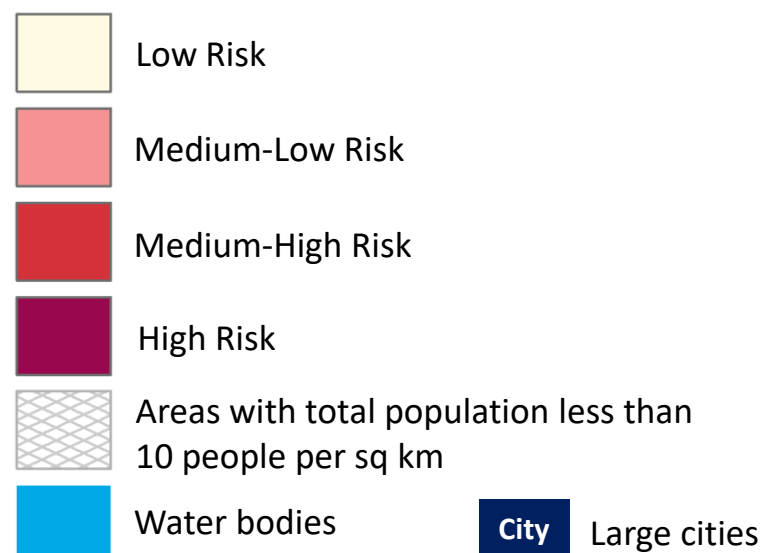 Low Risk
Medium-Low Risk
Medium-High Risk
High Risk
Areas with total population less than
10 people per sq km
Water bodies
City
Large cities